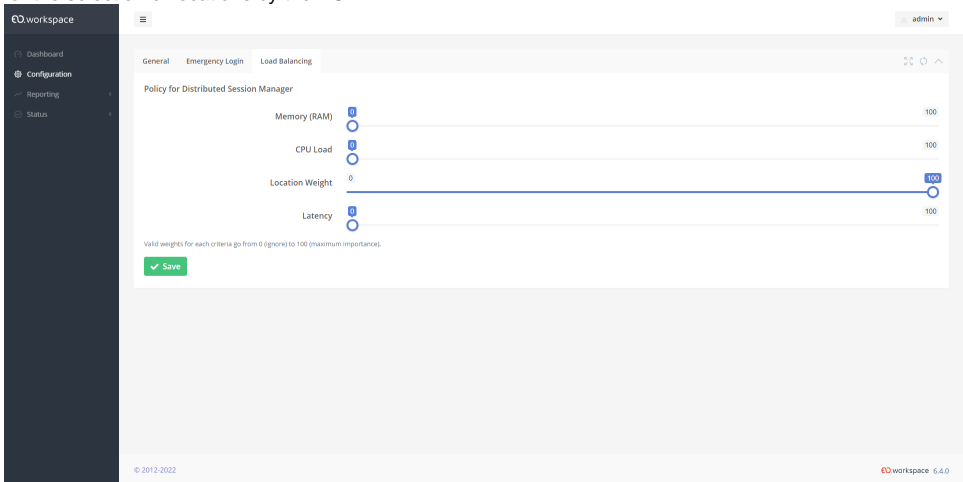 workspace
admin
Dashboard
Configuration
Reporting
Status
General Emergency Login Load Balancing
Policy for Distributed Session Manager
Memory (RAM) 0 100
CPU Load 0 100
Location Weight 0 100
Latency 0 100
Valid weights for each criteria go from 0 (ignore) to 100 (maximum importance).
Save
© 2012-2022
workspace 6.4.0